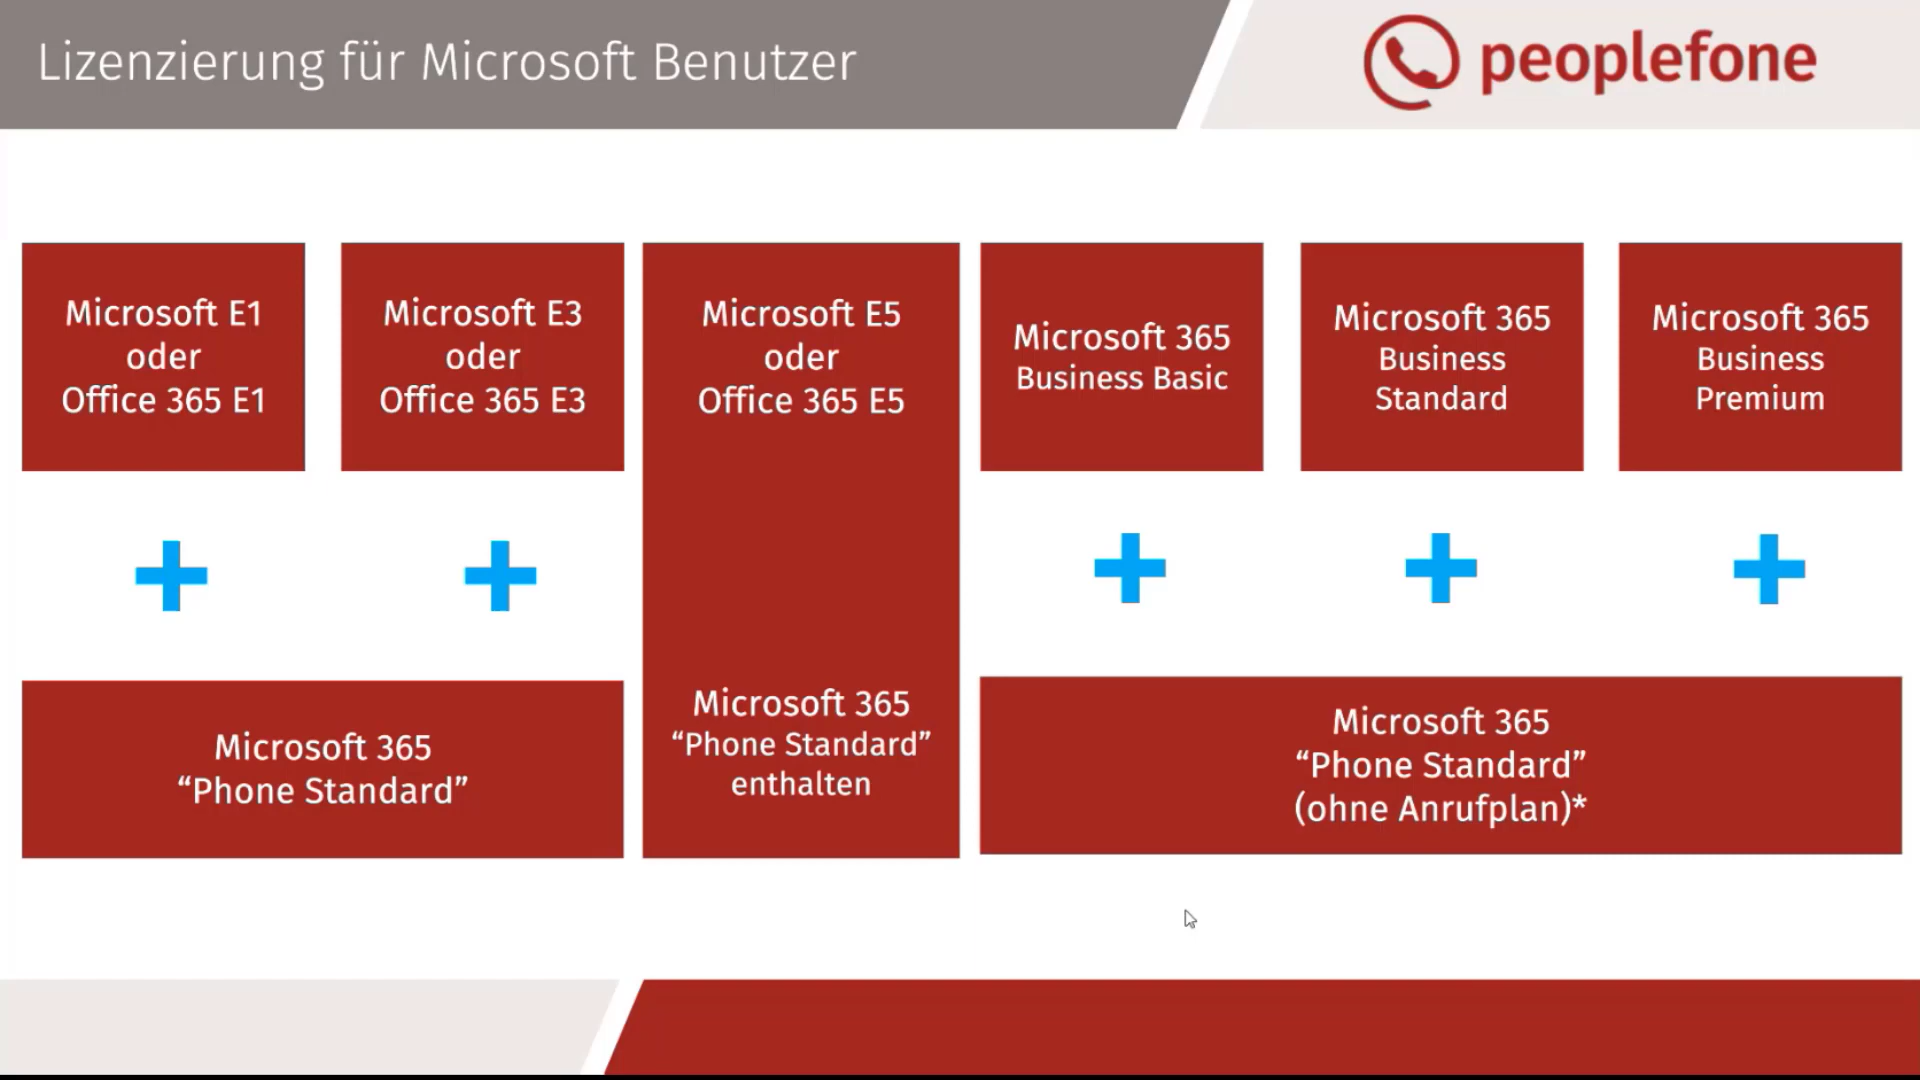 Lizenzierung für Microsoft Benutzer
peoplefone
Microsoft E1
oder
Office 365 E1
Microsoft E3
oder
Office 365 E3
Microsoft E5
oder
Office 365 E5
Microsoft 365
Business Basic
Microsoft 365
Business
Standard
Microsoft 365
Business
Premium
Microsoft 365
“Phone Standard”
Microsoft 365
“Phone Standard”
enthalten
Microsoft 365
“Phone Standard”
(ohne Anrufplan)*